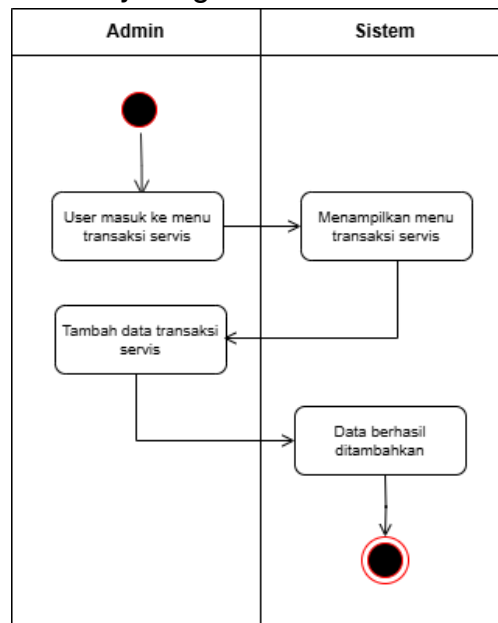 Admin
Sistem
User masuk ke menu
transaksi servis
Menampilkan menu
transaksi servis
Tambah data transaksi
servis
Data berhasil
ditambahkan